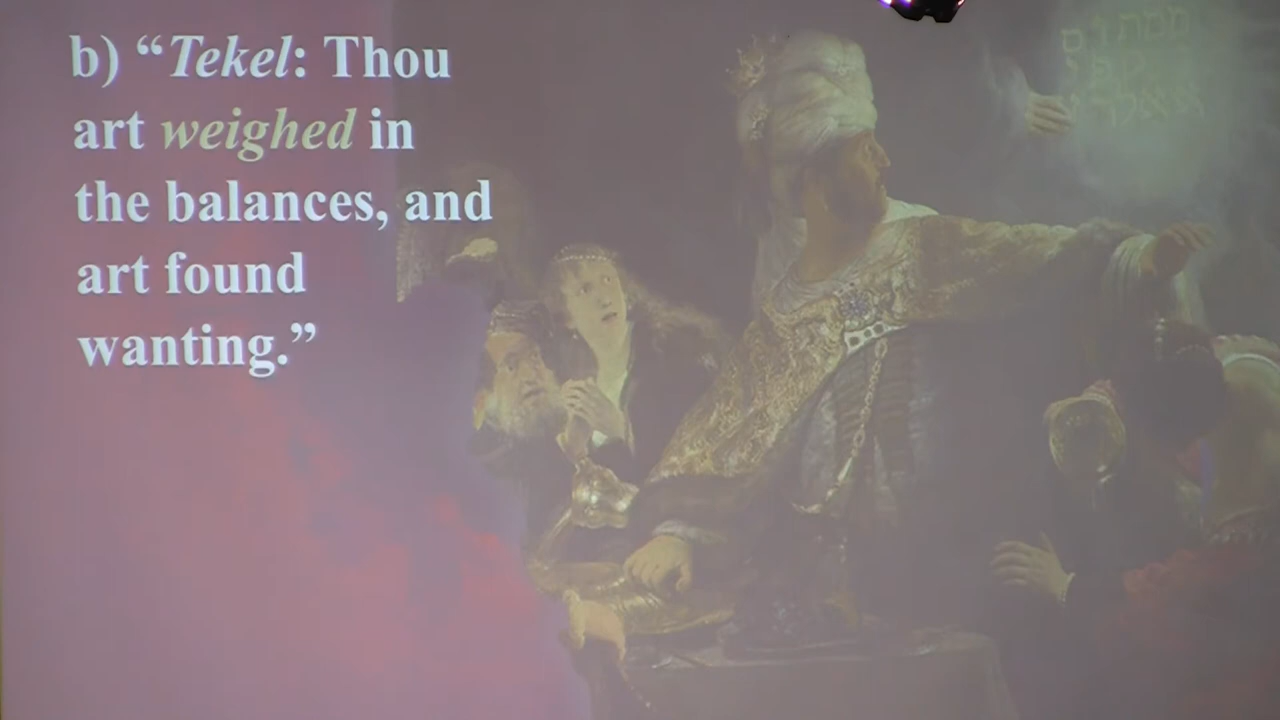 b) “Tekel: Thou
art weighed in
the balances, and
art found
wanting.”